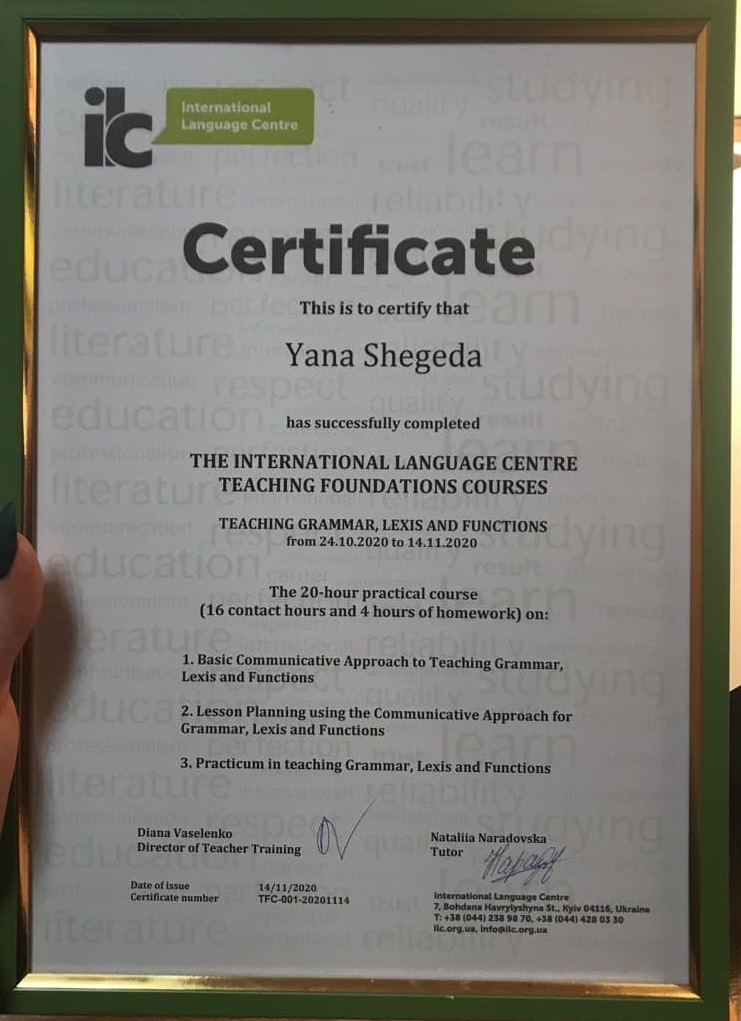 ilc
International
Language Centre
Certificate
This is to certify that
Yana Shegeda
has successfully completed
THE INTERNATIONAL LANGUAGE CENTRE
TEACHING FOUNDATIONS COURSES
TEACHING GRAMMAR, LEXIS AND FUNCTIONS
from 24.10.2020 to 14.11.2020
The 20-hour practical course
(16 contact hours and 4 hours of homework) on:
1. Basic Communicative Approach to Teaching Grammar,
Lexis and Functions
2. Lesson Planning using the Communicative Approach for
Grammar, Lexis and Functions
3. Practicum in teaching Grammar, Lexis and Functions
Diana Vaselenko
Director of Teacher Training
Nataliia Naradovska
Tutor
Date of issue 14/11/2020
Certificate number TFC-001-20201114
International Language Centre
7, Bohdana Havrylyshyna St., Kyiv 04116, Ukraine
T: +38 (044) 238 98 70, +38 (044) 428 03 30
ilc.org.ua, info@ilc.org.ua